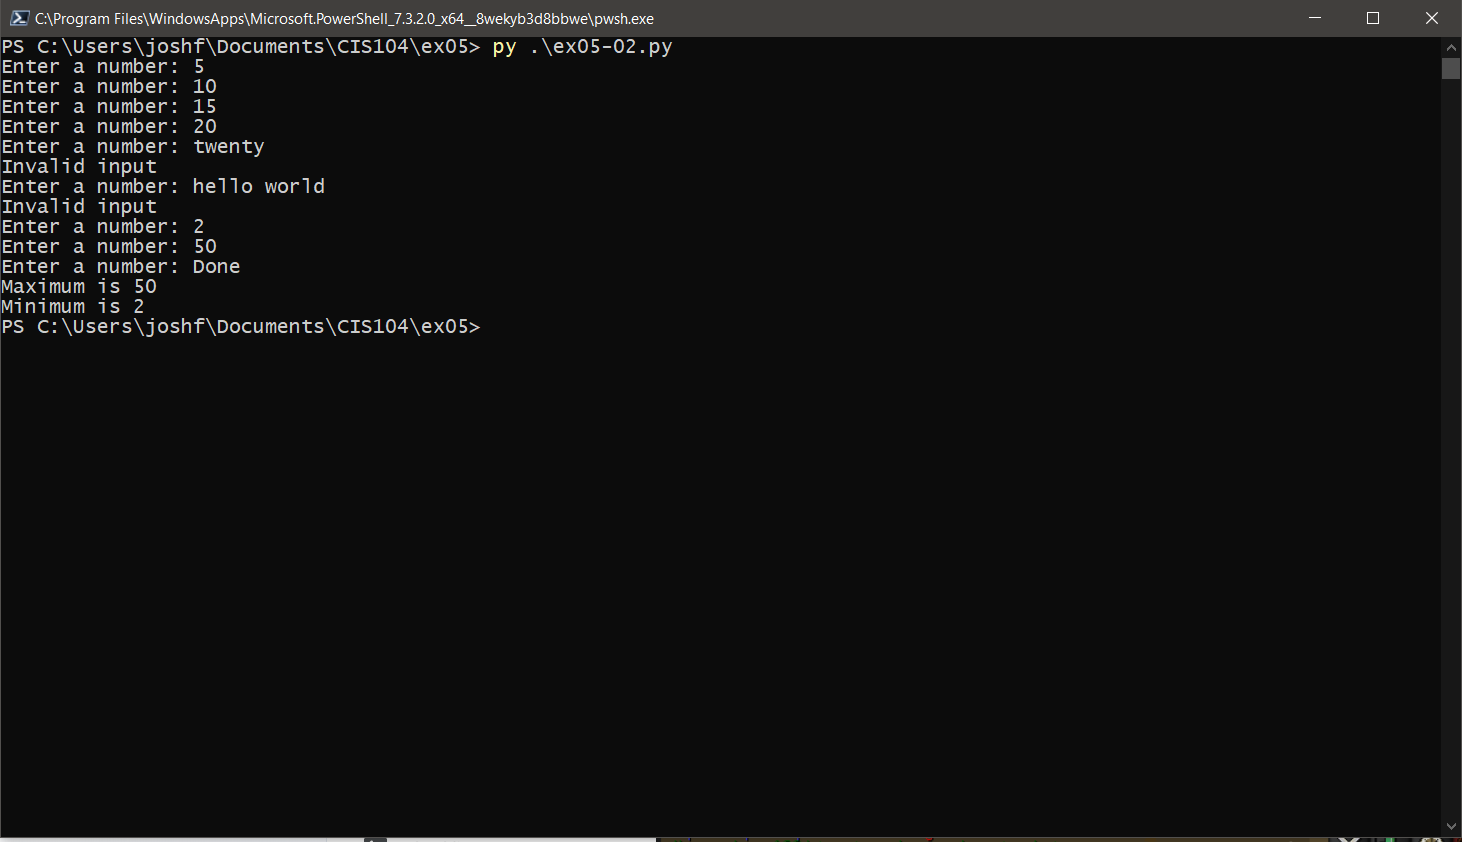 C:\Program Files\WindowsApps\Microsoft.PowerShell_7.3.2.0_x64__8wekyb3d8bbwe\pwsh.exe
PS C:\Users\joshf\Documents\CIS104\ex05> py .\ex05-02.py
Enter a number: 5
Enter a number: 10
Enter a number: 15
Enter a number: 20
Enter a number: twenty
Invalid input
Enter a number: hello world
Invalid input
Enter a number: 2
Enter a number: 50
Enter a number: Done
Maximum is 50
Minimum is 2
PS C:\Users\joshf\Documents\CIS104\ex05>